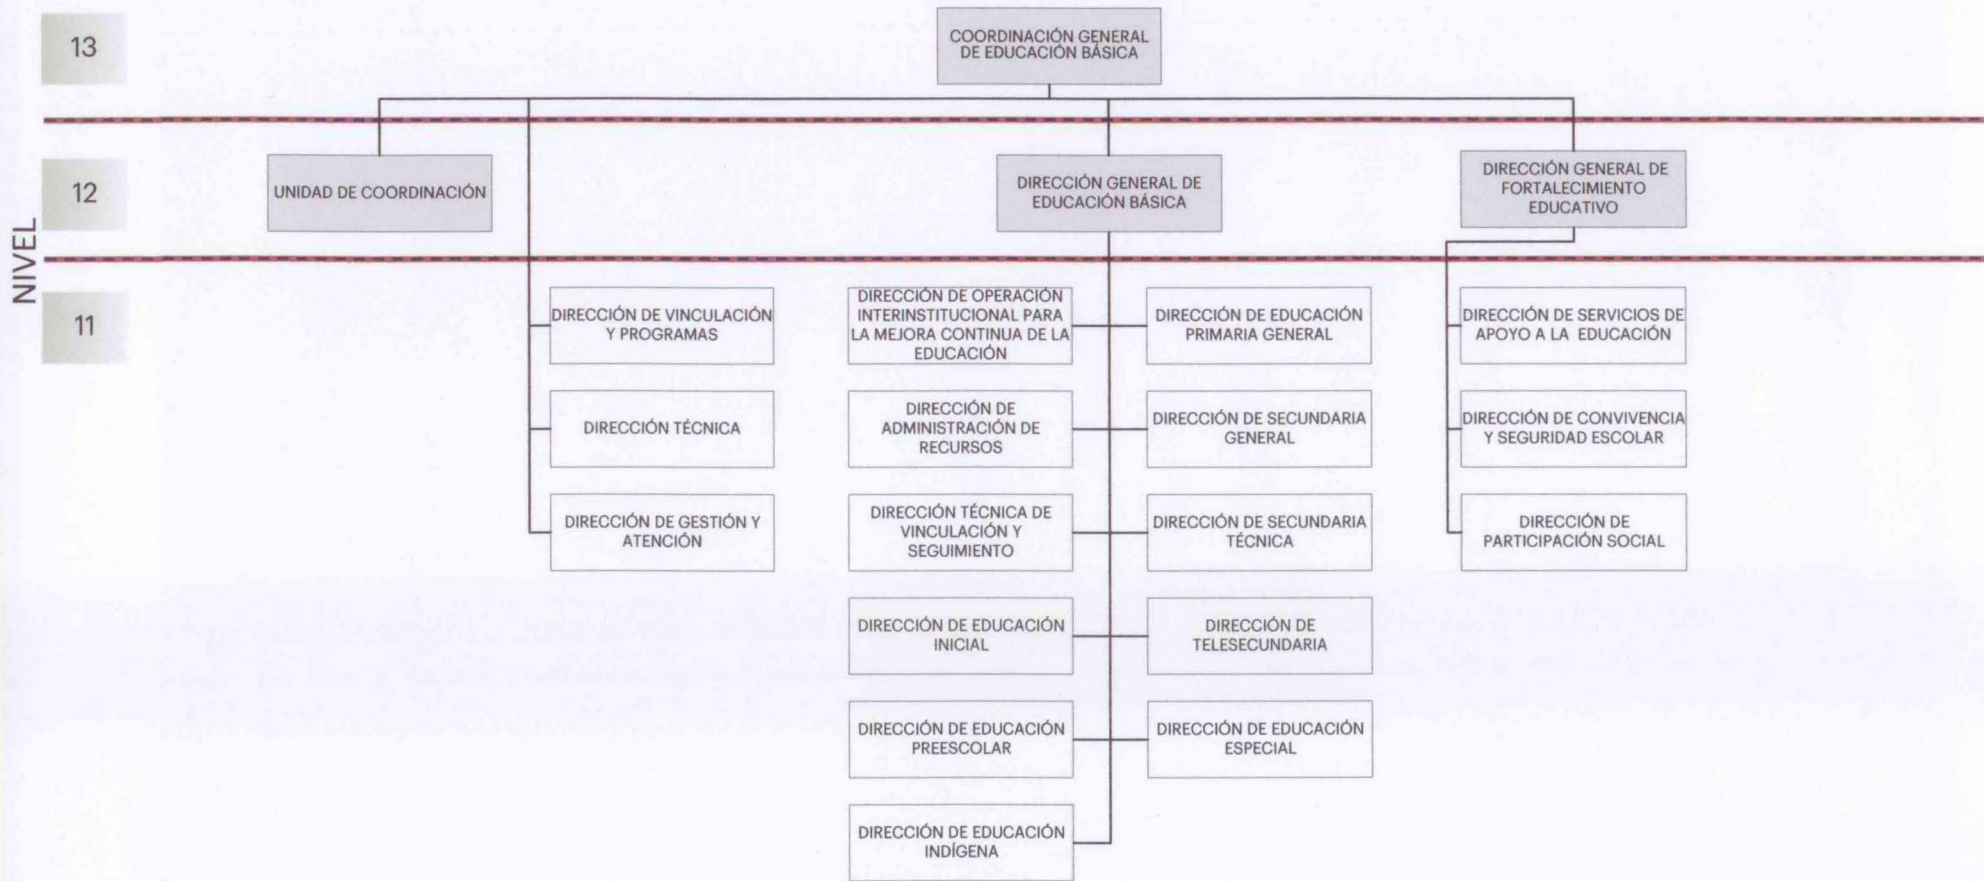 13
COORDINACIÓN GENERAL
DE EDUCACIÓN BÁSICA
NIVEL
12
UNIDAD DE COORDINACIÓN
DIRECCIÓN GENERAL DE
EDUCACIÓN BÁSICA
DIRECCIÓN GENERAL DE
FORTALECIMIENTO
EDUCATIVO
11
DIRECCIÓN DE VINCULACIÓN
Y PROGRAMAS
DIRECCIÓN TÉCNICA
DIRECCIÓN DE GESTIÓN Y
ATENCIÓN
DIRECCIÓN DE OPERACIÓN
INTERINSTITUCIONAL PARA
LA MEJORA CONTINUA DE LA
EDUCACIÓN
DIRECCIÓN DE
ADMINISTRACIÓN DE
RECURSOS
DIRECCIÓN TÉCNICA DE
VINCULACIÓN Y
SEGUIMIENTO
DIRECCIÓN DE EDUCACIÓN
INICIAL
DIRECCIÓN DE EDUCACIÓN
PREESCOLAR
DIRECCIÓN DE EDUCACIÓN
INDÍGENA
DIRECCIÓN DE EDUCACIÓN
PRIMARIA GENERAL
DIRECCIÓN DE SECUNDARIA
GENERAL
DIRECCIÓN DE SECUNDARIA
TÉCNICA
DIRECCIÓN DE
TELESECUNDARIA
DIRECCIÓN DE EDUCACIÓN
ESPECIAL
DIRECCIÓN DE SERVICIOS DE
APOYO A LA EDUCACIÓN
DIRECCIÓN DE CONVIVENCIA
Y SEGURIDAD ESCOLAR
DIRECCIÓN DE
PARTICIPACIÓN SOCIAL